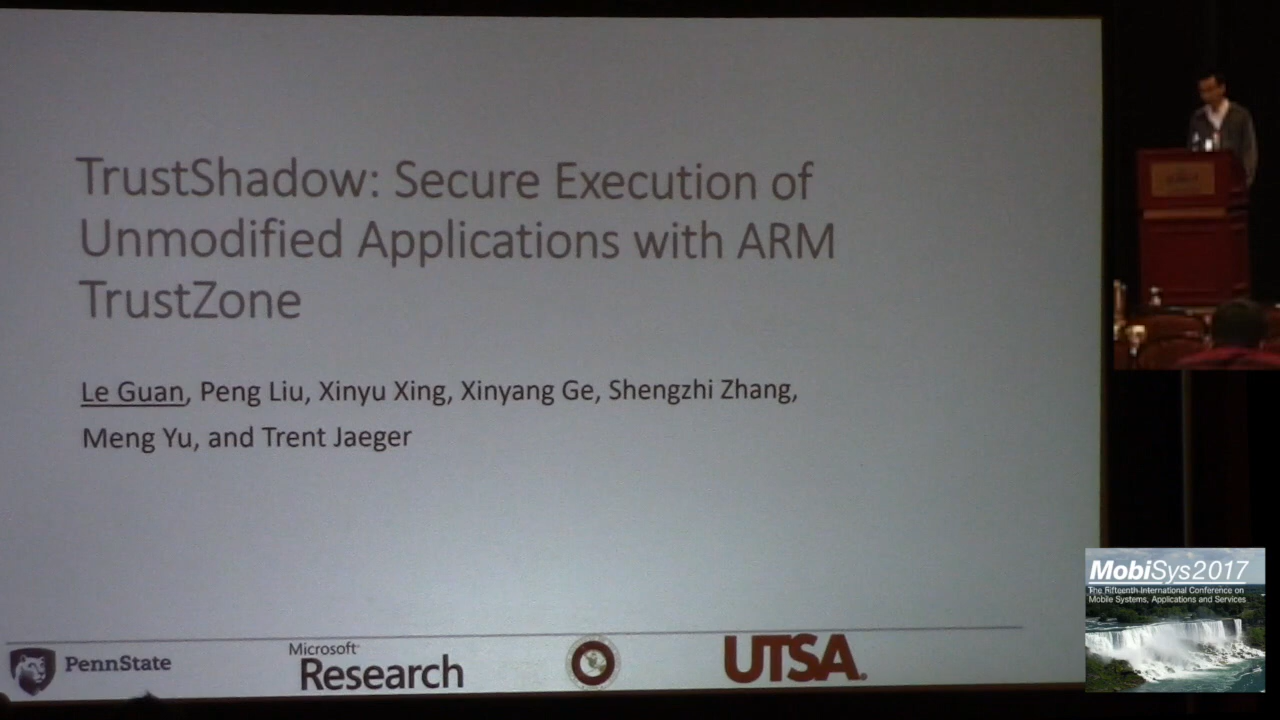 TrustShadow: Secure Execution of
Unmodified Applications with ARM
TrustZone
Le Guan, Peng Liu, Xinyu Xing, Xinyang Ge, Shengzhi Zhang,
Meng Yu, and Trent Jaeger
PennState
Microsoft
Research
UTSA.
MobiSys2017
The Fifteenth International Conference on
Mobile Systems, Applications and Services